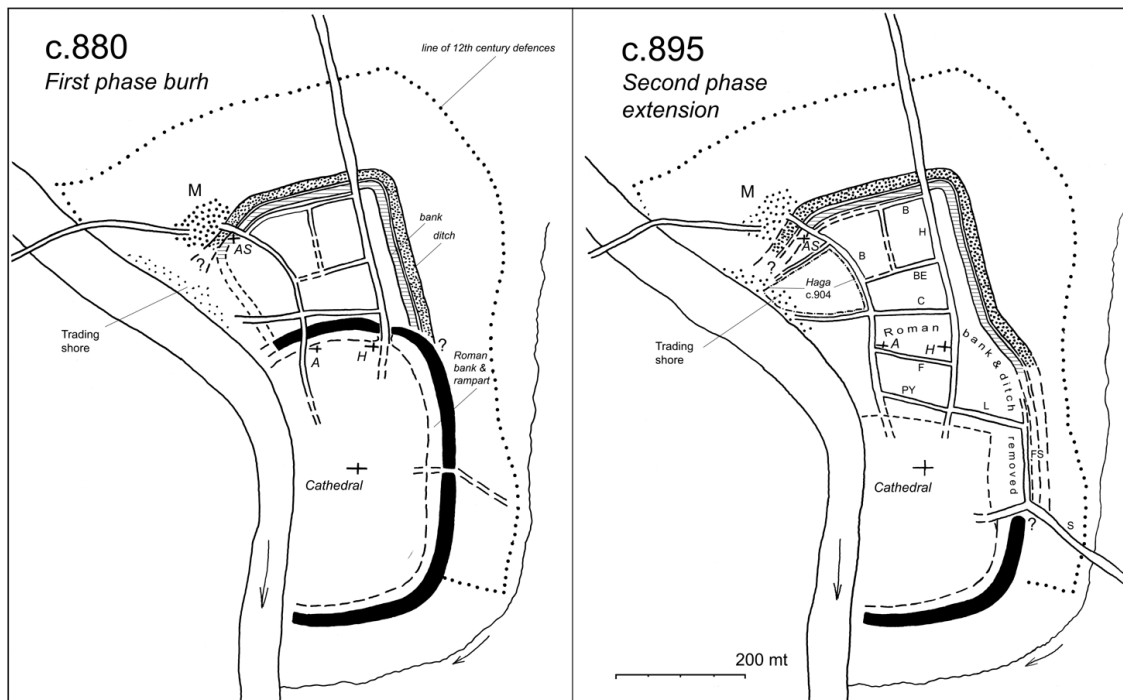 c.880
First phase burh
line of 12th century defences
M
bank
ditch
AS
?
Trading
shore
?
A
H
Roman
bank &
rampart
Cathedral
c.895
Second phase
extension
M
B
H
AS
?
B
BE
Haga
c.904
C
Roman
Trading
shore
A
H
F
bank & ditch
removed
PY
L
FS
Cathedral
?
S
200 mt